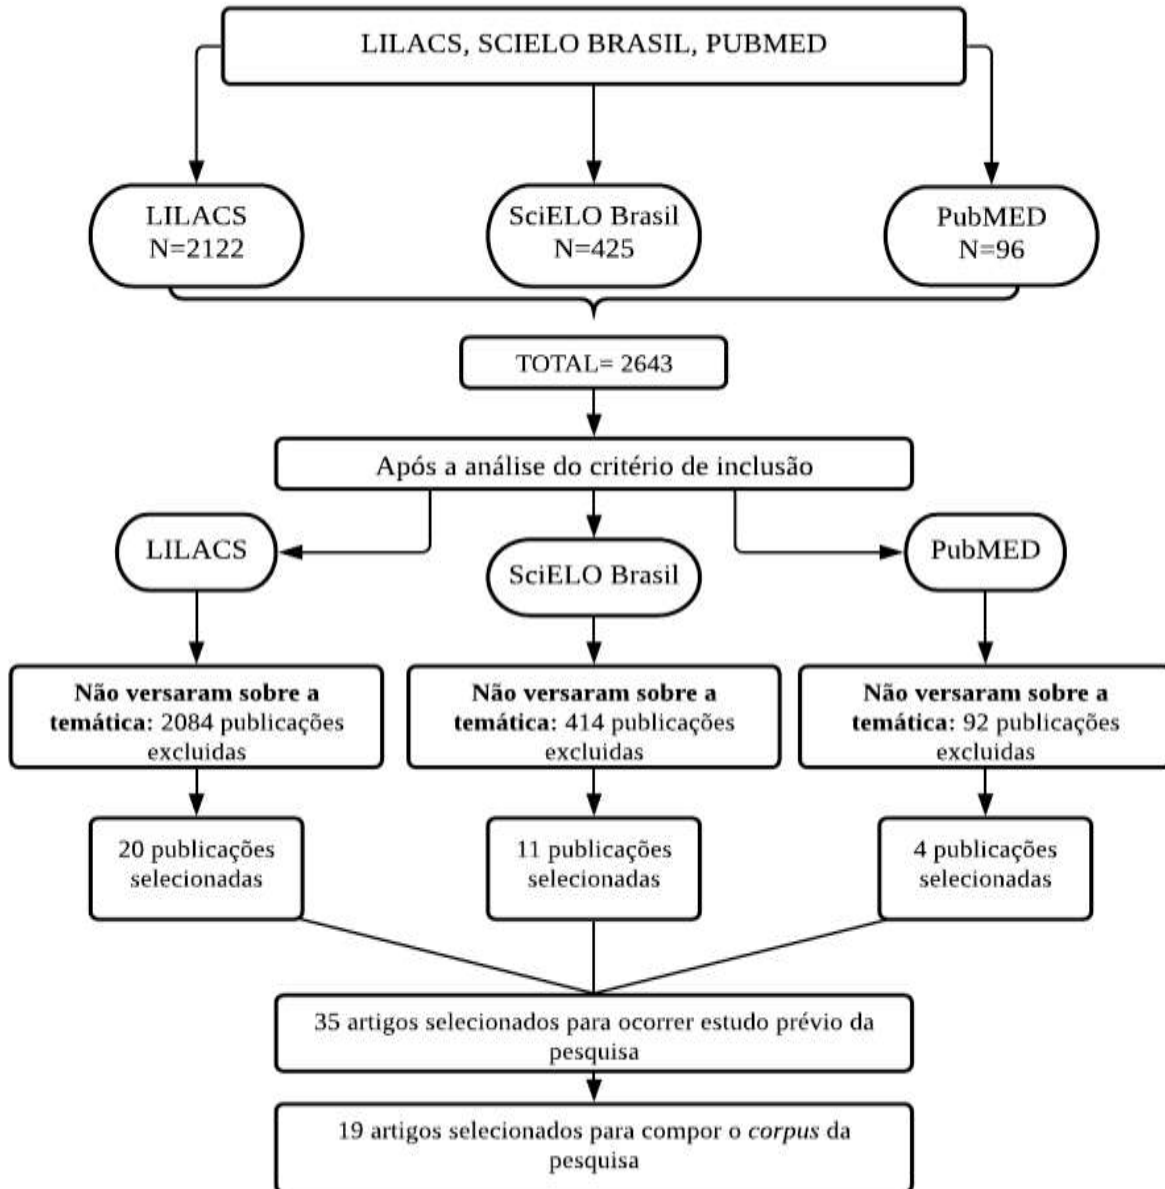 LILACS, SCIELO BRASIL, PUBMED
LILACS
N=2122
SciELO Brasil
N=425
PubMED
N=96
TOTAL= 2643
Após a análise do critério de inclusão
LILACS
SciELO Brasil
PubMED
Não versaram sobre a
temática: 2084 publicações
excluidas
Não versaram sobre a
temática: 414 publicações
excluidas
Não versaram sobre a
temática: 92 publicações
excluidas
20 publicações
selecionadas
11 publicações
selecionadas
4 publicações
selecionadas
35 artigos selecionados para ocorrer estudo prévio da
pesquisa
19 artigos selecionados para compor o corpus da
pesquisa